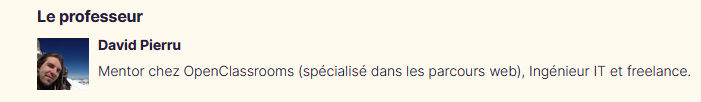 Le professeur
David Pierru
Mentor chez OpenClassrooms (spécialisé dans les parcours web), Ingénieur IT et freelance.